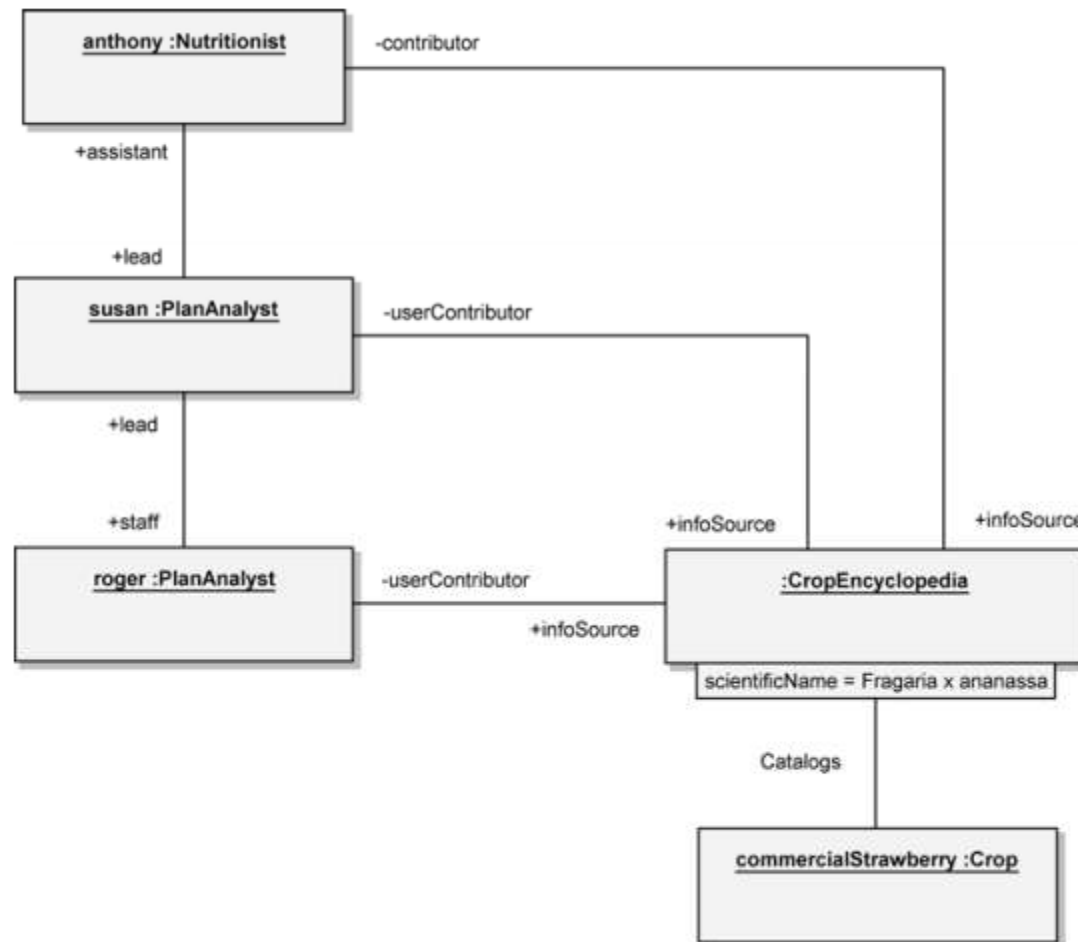 anthony :Nutritionist
-contributor
+assistant
+lead
susan :PlanAnalyst
-userContributor
+lead
+staff
+infoSource
+infoSource
roger :PlanAnalyst
-userContributor
+infoSource
:CropEncyclopedia
scientificName = Fragaria x ananassa
Catalogs
commercialStrawberry :Crop